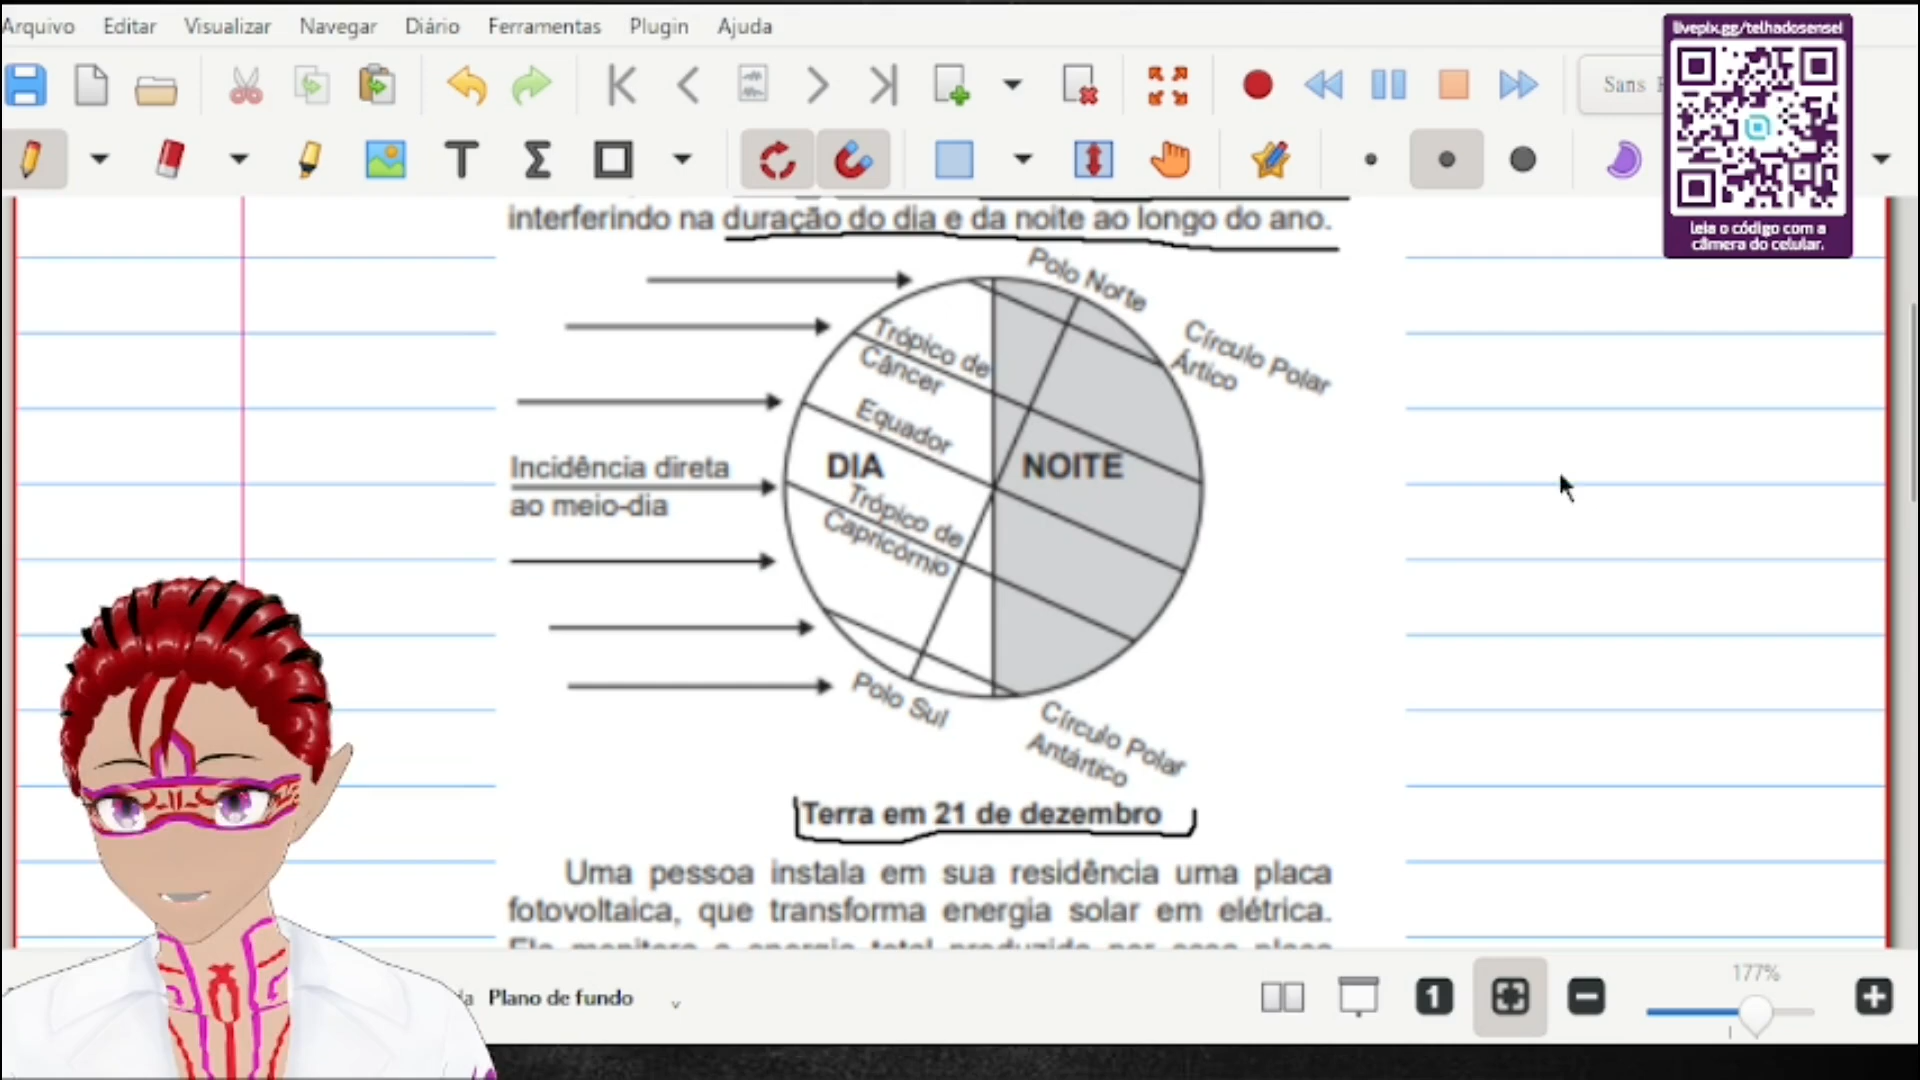 livepix.gg/telhadosensei
Arquivo Editar Visualizar Navegar Diário Ferramentas Plugin Ajuda
Sans
leia o código com a
câmera do celular.
interferindo na duração do dia e da noite ao longo do ano.
Polo Norte
Círculo Polar
Ártico
Trópico de
Câncer
Equador
DIA
NOITE
Incidência direta
ao meio-dia
Trópico de
Capricórnio
Polo Sul
Círculo Polar
Antártico
Terra em 21 de dezembro
Uma pessoa instala em sua residência uma placa
fotovoltaica, que transforma energia solar em elétrica.
Plano de fundo
1
177%